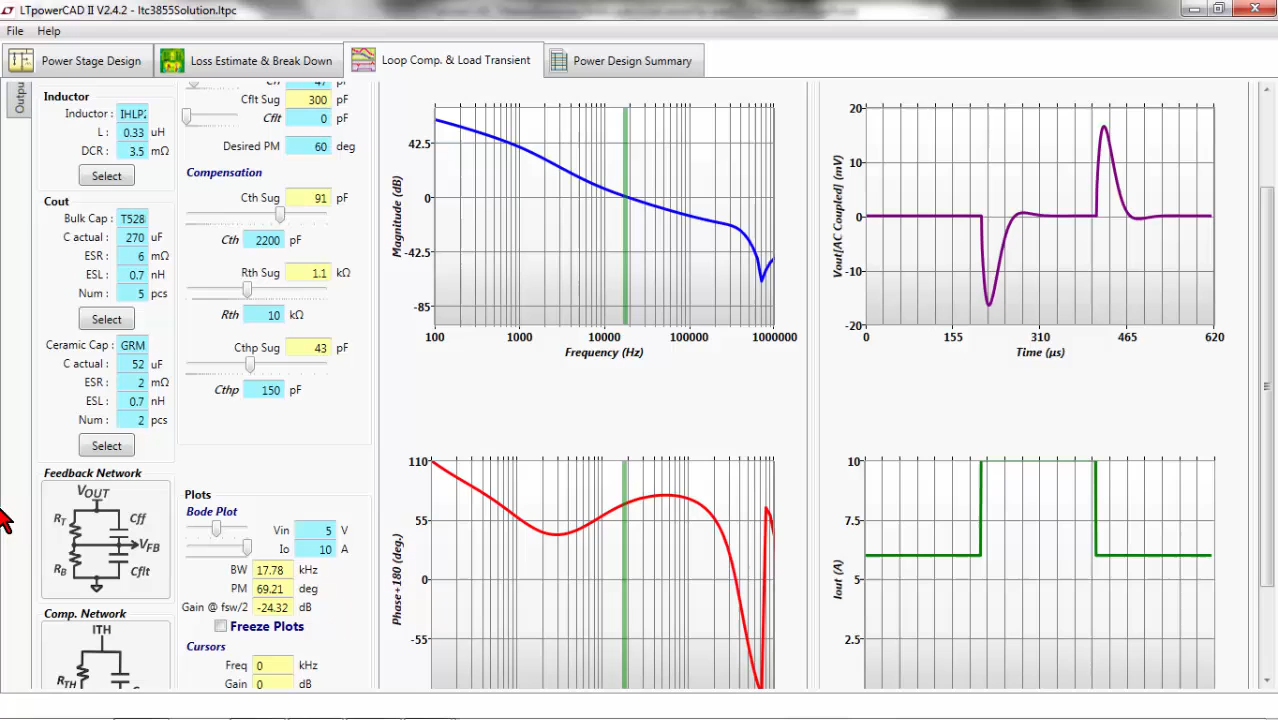 LTpowerCAD II V2.4.2 - ltc3855Solution.ltpc
File Help
Power Stage Design
Loss Estimate & Break Down
Loop Comp. & Load Transient
Power Design Summary
Output
Inductor
Inductor : IHLP2
L : 0.33 uH
DCR : 3.5 mΩ
Select
Cout
Bulk Cap : T528
C actual : 270 uF
ESR : 6 mΩ
ESL : 0.7 nH
Num : 5 pcs
Select
Ceramic Cap : GRM
C actual : 52 uF
ESR : 2 mΩ
ESL : 0.7 nH
Num : 2 pcs
Select
Feedback Network
VOUT
RT Cff
VFB
RB Cflt
Comp. Network
ITH
RTH
Cff 47 pF
Cflt Sug 300 pF
Cflt 0 pF
Desired PM 60 deg
Compensation
Cth Sug 91 pF
Cth 2200 pF
Rth Sug 1.1 kΩ
Rth 10 kΩ
Cthp Sug 43 pF
Cthp 150 pF
Plots
Bode Plot
Vin 5 V
Io 10 A
BW 17.78 kHz
PM 69.21 deg
Gain @ fsw/2 -24.32 dB
Freeze Plots
Cursors
Freq 0 kHz
Gain 0 dB
Magnitude (dB)
42.5
0
-42.5
-85
100 1000 10000 100000 1000000
Frequency (Hz)
Vout[AC Coupled] (mV)
20
10
0
-10
-20
0 155 310 465 620
Time (µs)
Phase+180 (deg.)
110
55
0
-55
Iout (A)
10
7.5
5
2.5